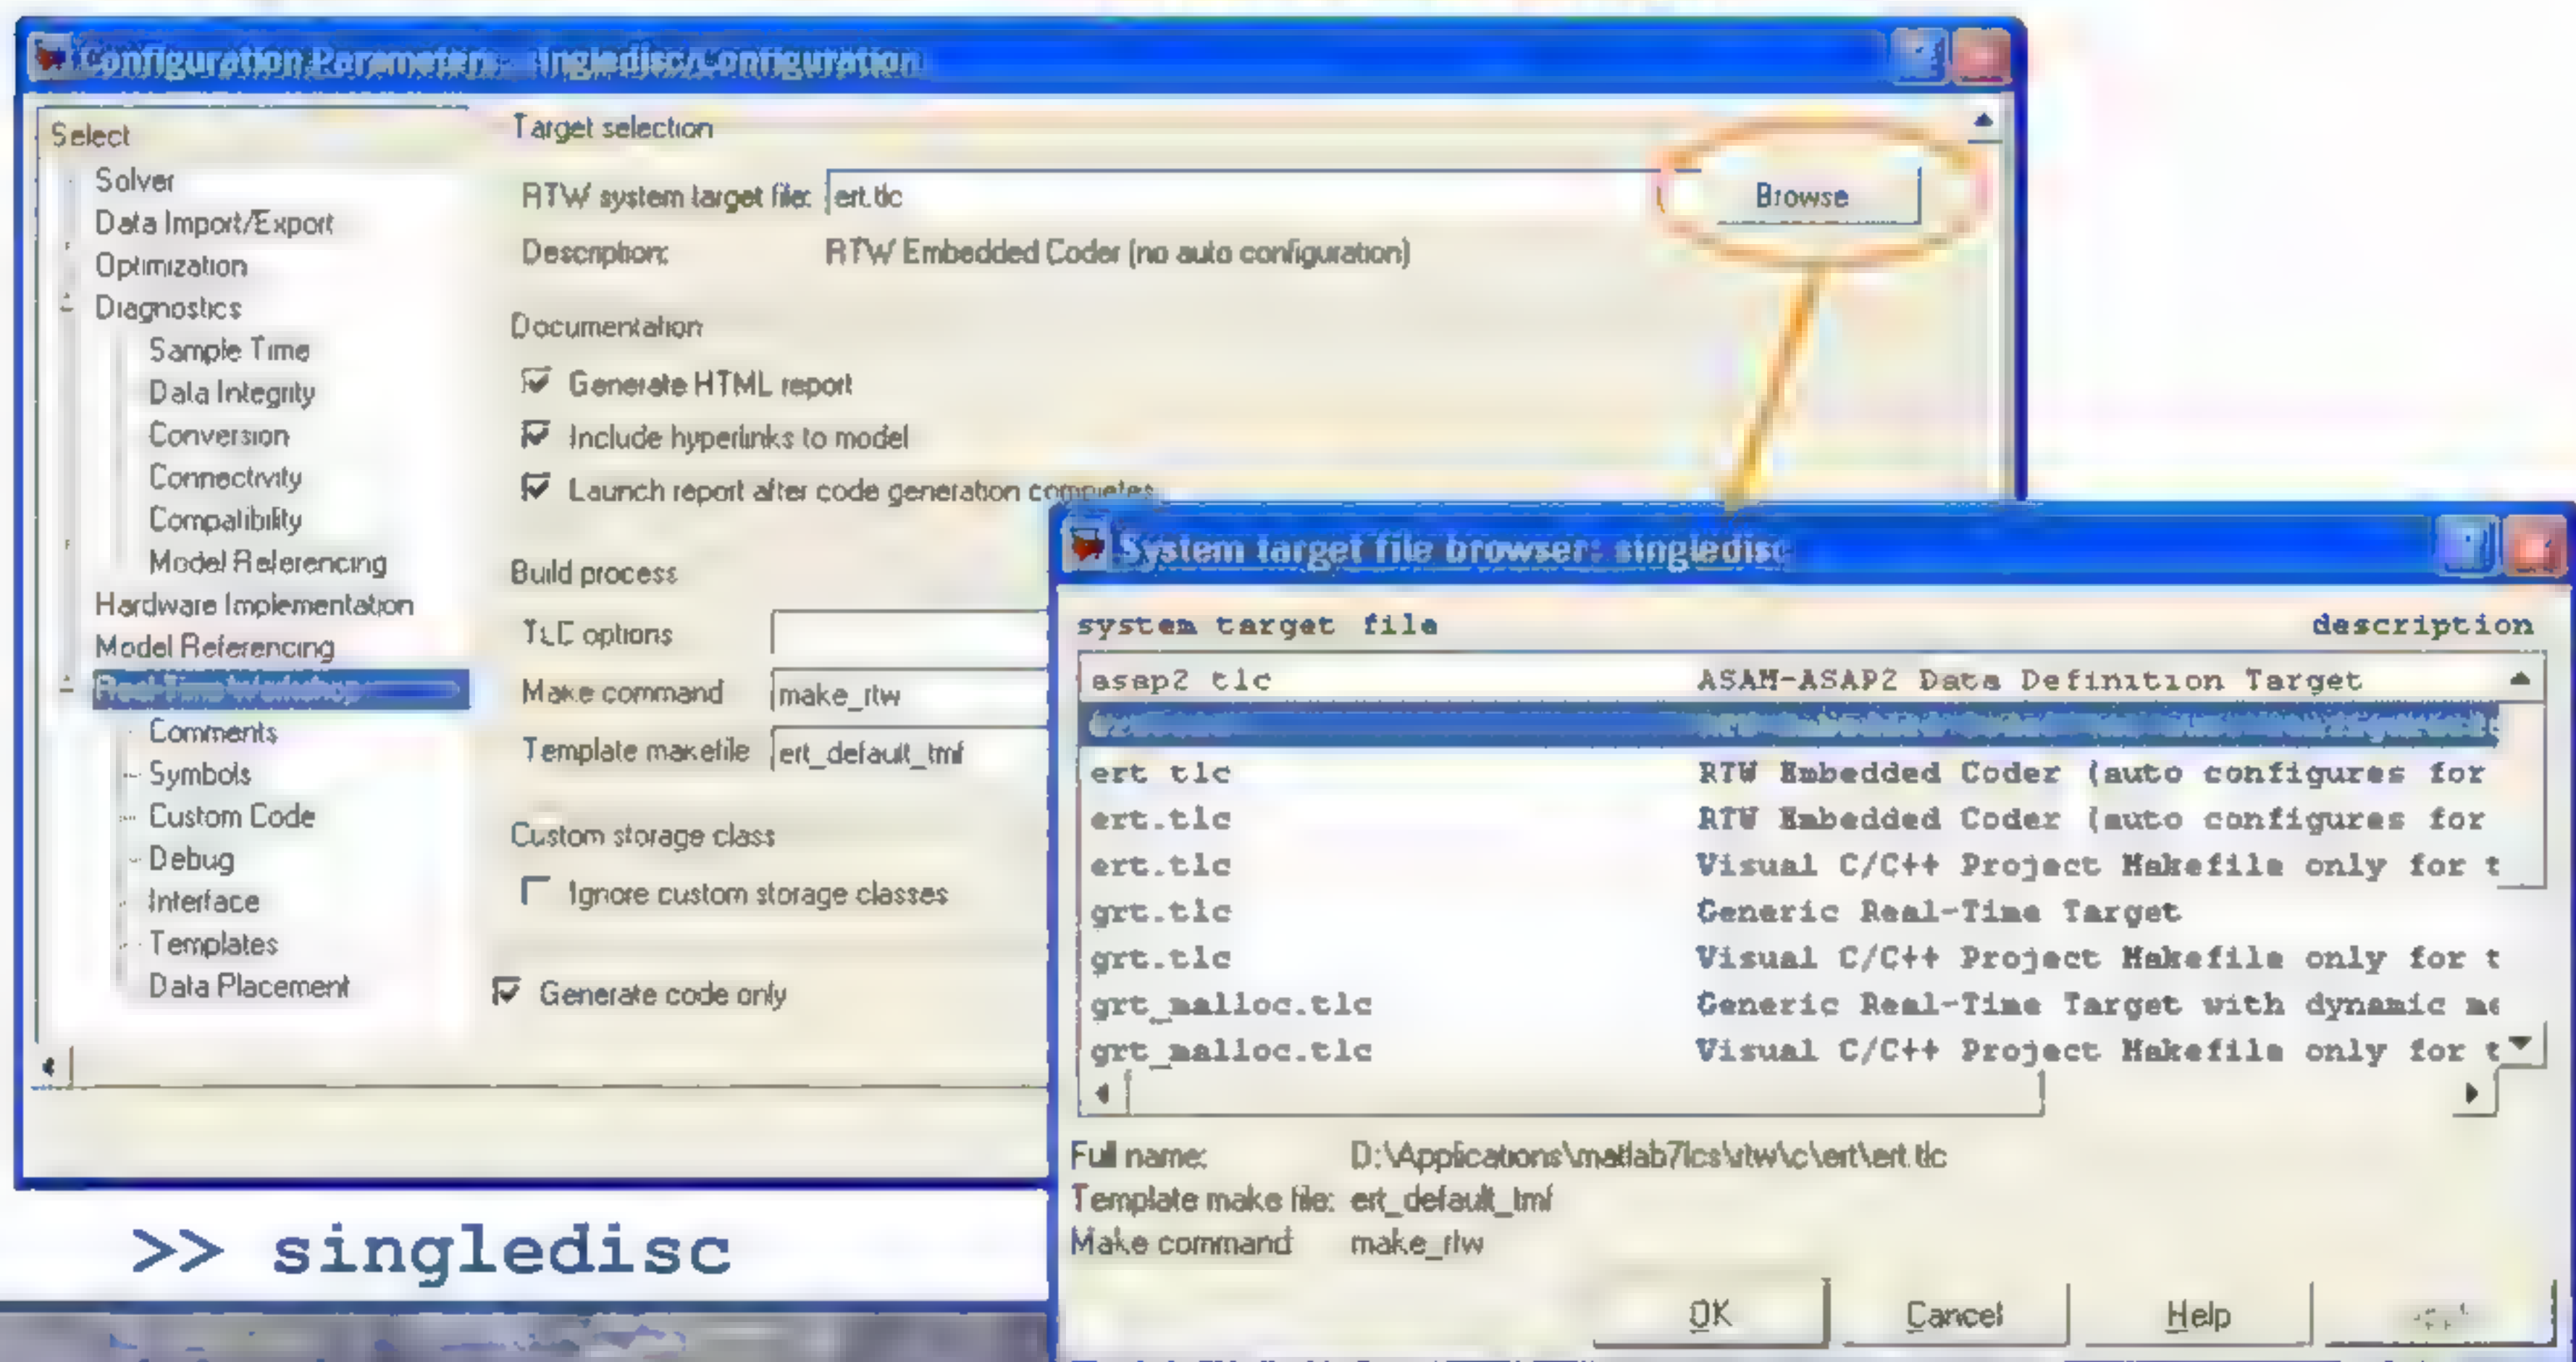 Configuration Parameters: singledisc/Configuration
Select
Solver
Data Import/Export
Optimization
Diagnostics
Sample Time
Data Integrity
Conversion
Connectivity
Compatibility
Model Referencing
Hardware Implementation
Model Referencing
Real-Time Workshop
Comments
Symbols
Custom Code
Debug
Interface
Templates
Data Placement
Target selection
RTW system target file: ert.tlc
Browse
Description: RTW Embedded Coder (no auto configuration)
Documentation
Generate HTML report
Include hyperlinks to model
Launch report after code generation completes
Build process
TLC options
Make command make_rtw
Template makefile ert_default_tmf
Custom storage class
Ignore custom storage classes
Generate code only
>> singledisc
System target file browser: singledisc
system target file description
asap2 tlc ASAM-ASAP2 Data Definition Target
ert tlc RTW Embedded Coder (auto configures for
ert.tlc RTW Embedded Coder (auto configures for
ert.tlc Visual C/C++ Project Makefile only for t
grt.tlc Generic Real-Time Target
grt.tlc Visual C/C++ Project Makefile only for t
grt_malloc.tlc Generic Real-Time Target with dynamic me
grt_malloc.tlc Visual C/C++ Project Makefile only for t
Full name: D:\Applications\matlab7lcs\rtw\c\ert\ert.tlc
Template make file: ert_default_tmf
Make command make_rtw
OK Cancel Help